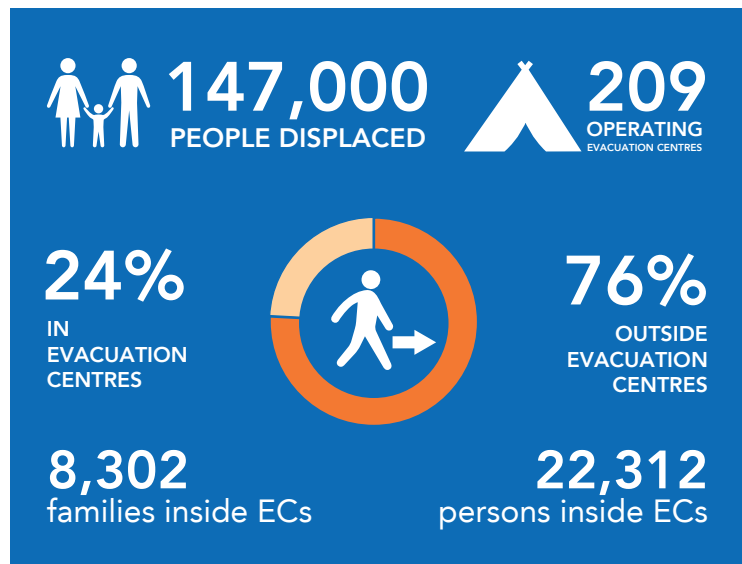 147,000
PEOPLE DISPLACED
209
OPERATING
EVACUATION CENTRES
24%
IN
EVACUATION
CENTRES
76%
OUTSIDE
EVACUATION
CENTRES
8,302
families inside ECs
22,312
persons inside ECs